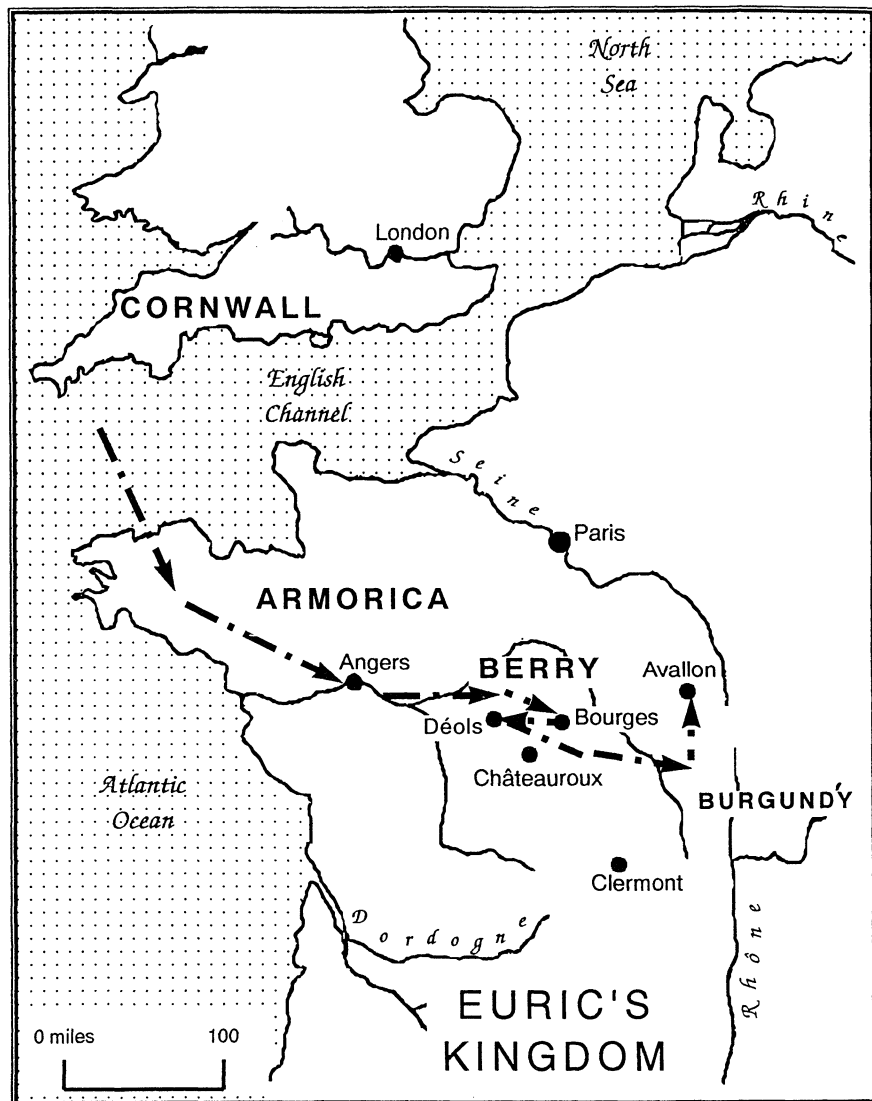 North
Sea
Rhine
London
CORNWALL
English
Channel
Seine
Paris
ARMORICA
Angers
BERRY
Avallon
Déols
Bourges
Châteauroux
Atlantic
Ocean
BURGUND'Y
Clermont
Dordogne
Rhône
EURIC'S
KINGDOM
0 miles 100